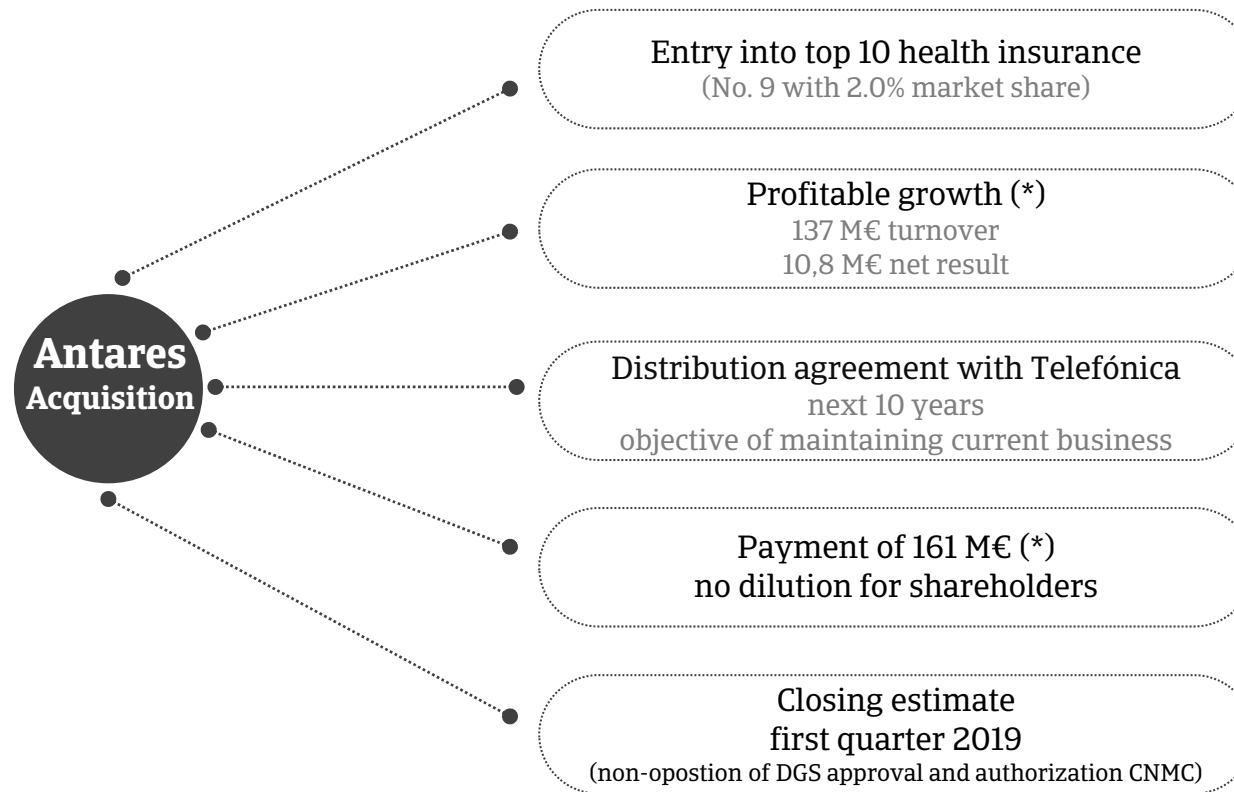 Entry into top 10 health insurance
(No. 9 with 2.0% market share)
Profitable growth (*)
137 M€ turnover
10,8 M€ net result
Antares
Acquisition
Distribution agreement with Telefónica
next 10 years
objective of maintaining current business
Payment of 161 M€ (*)
no dilution for shareholders
Closing estimate
first quarter 2019
(non-opostion of DGS approval and authorization CNMC)